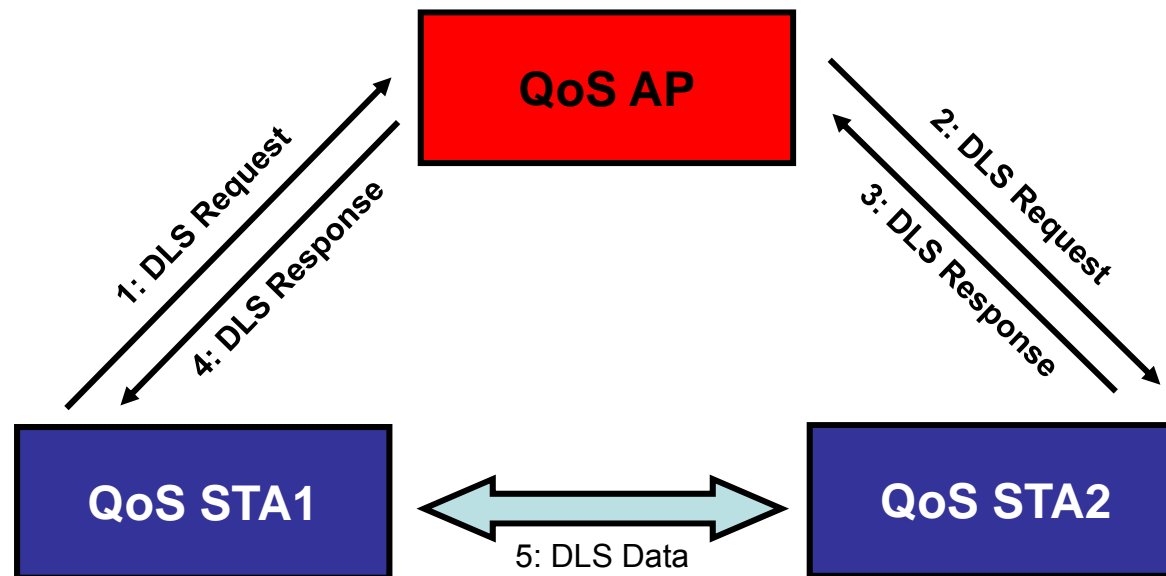 QoS AP
1: DLS Request
4: DLS Response
2: DLS Request
3: DLS Response
QoS STA1
QoS STA2
5: DLS Data